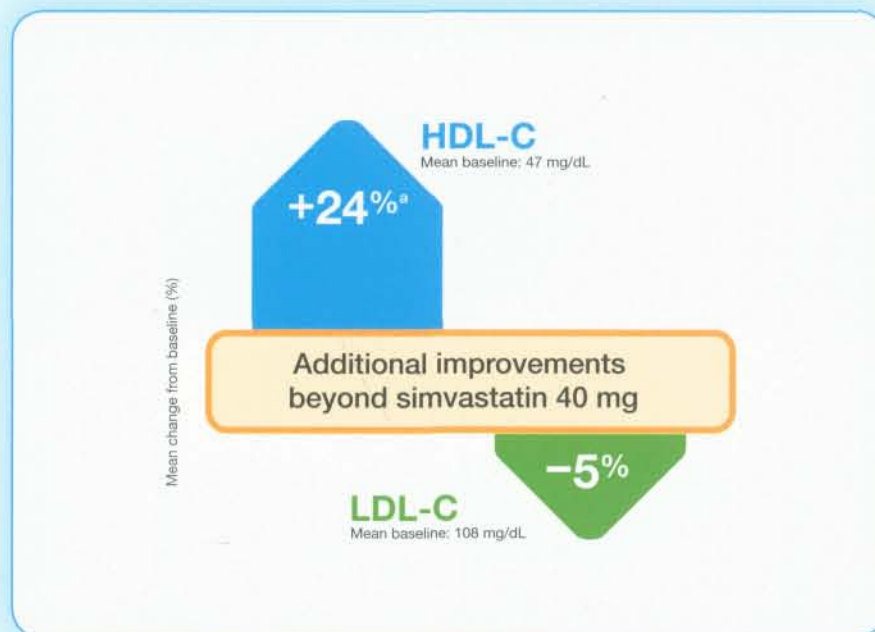 HDL-C
Mean baseline: 47 mg/dL
+24%ª
Mean change from baseline (%)
Additional improvements
beyond simvastatin 40 mg
−5%
LDL-C
Mean baseline: 108 mg/dL